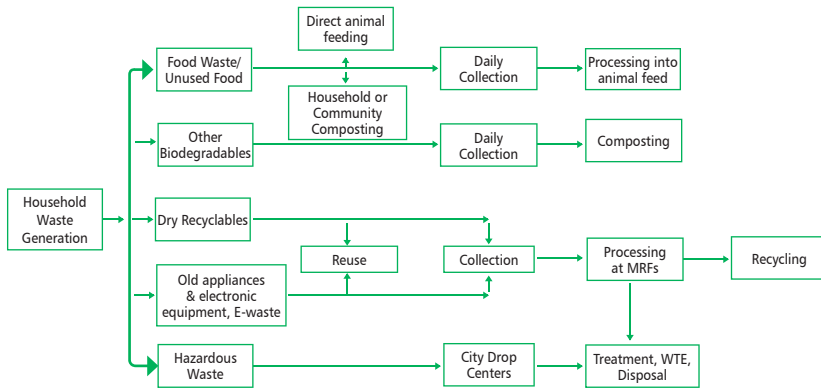 Direct animal
feeding
Food Waste/
Unused Food
Daily
Collection
Processing into
animal feed
Household or
Community
Composting
Other
Biodegradables
Daily
Collection
Composting
Household
Waste
Generation
Dry Recyclables
Reuse
Collection
Processing
at MRFs
Recycling
Old appliances
& electronic
equipment, E-waste
Hazardous
Waste
City Drop
Centers
Treatment, WTE,
Disposal